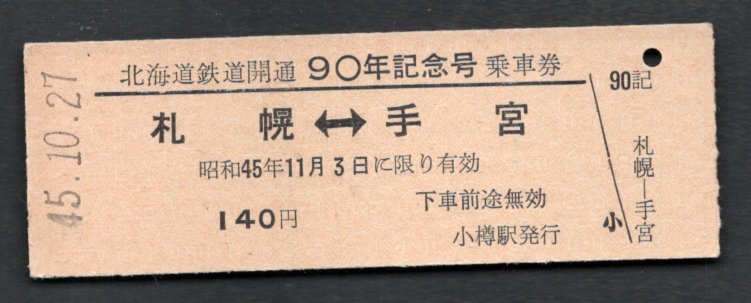 45.10.27
北海道鉄道開通 90年記念号 乗車券
札幌 ↔ 手宮
昭和45年11月3日に限り有効
140円
下車前途無効
小樽駅発行
90記
札幌―手宮
小